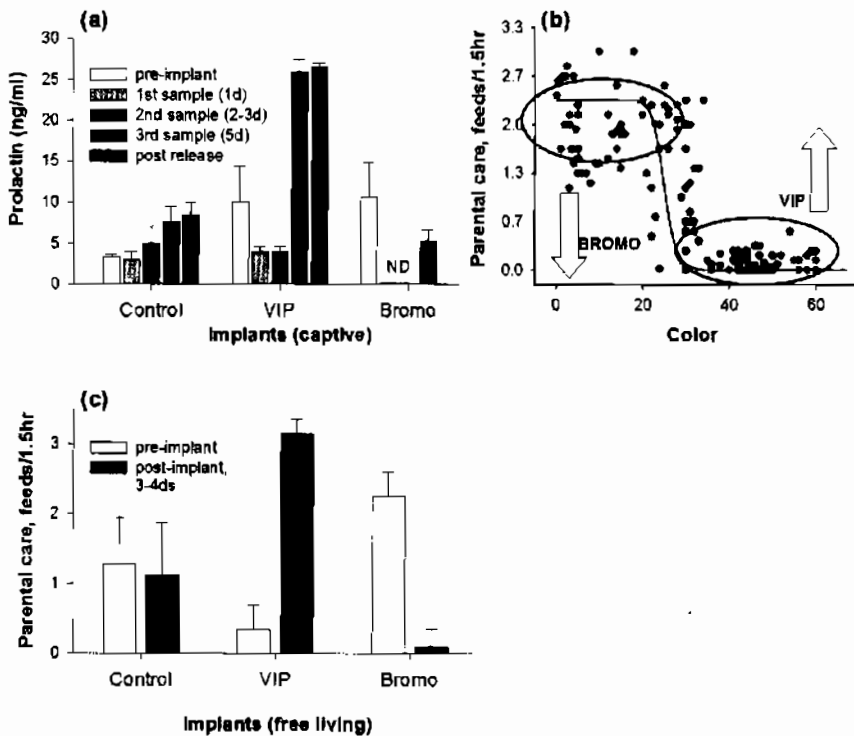 (a)
30
25
20
15
10
5
0
Prolactin (ng/ml)
pre-implant
1st sample (1d)
2nd sample (2-3d)
3rd sample (5d)
post release
ND
Control VIP Bromo
Implants (captive)
(b)
3.3
2.7
2.0
1.3
0.7
0.0
Parental care, feeds/1.5hr
BROMO
VIP
0 20 40 60
Color
(c)
3
2
1
0
Parental care, feeds/1.5hr
pre-implant
post-implant,
3-4ds
Control VIP Bromo
Implants (free living)